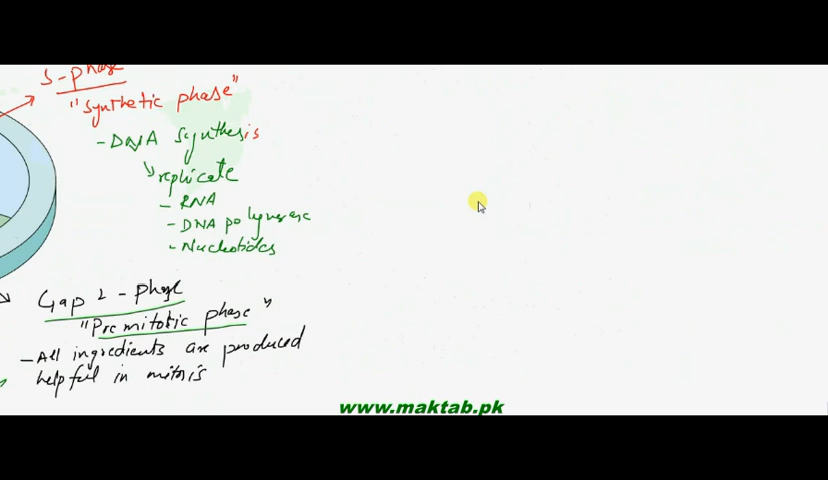 S-phase
"Synthetic phase"
- DNA synthesis
replicate
- RNA
- DNA polymerase
- Nucleotides
Gap 2 - phase
"Pre mitotic phase"
- All ingredients are produced
helpful in mitosis
www.maktab.pk